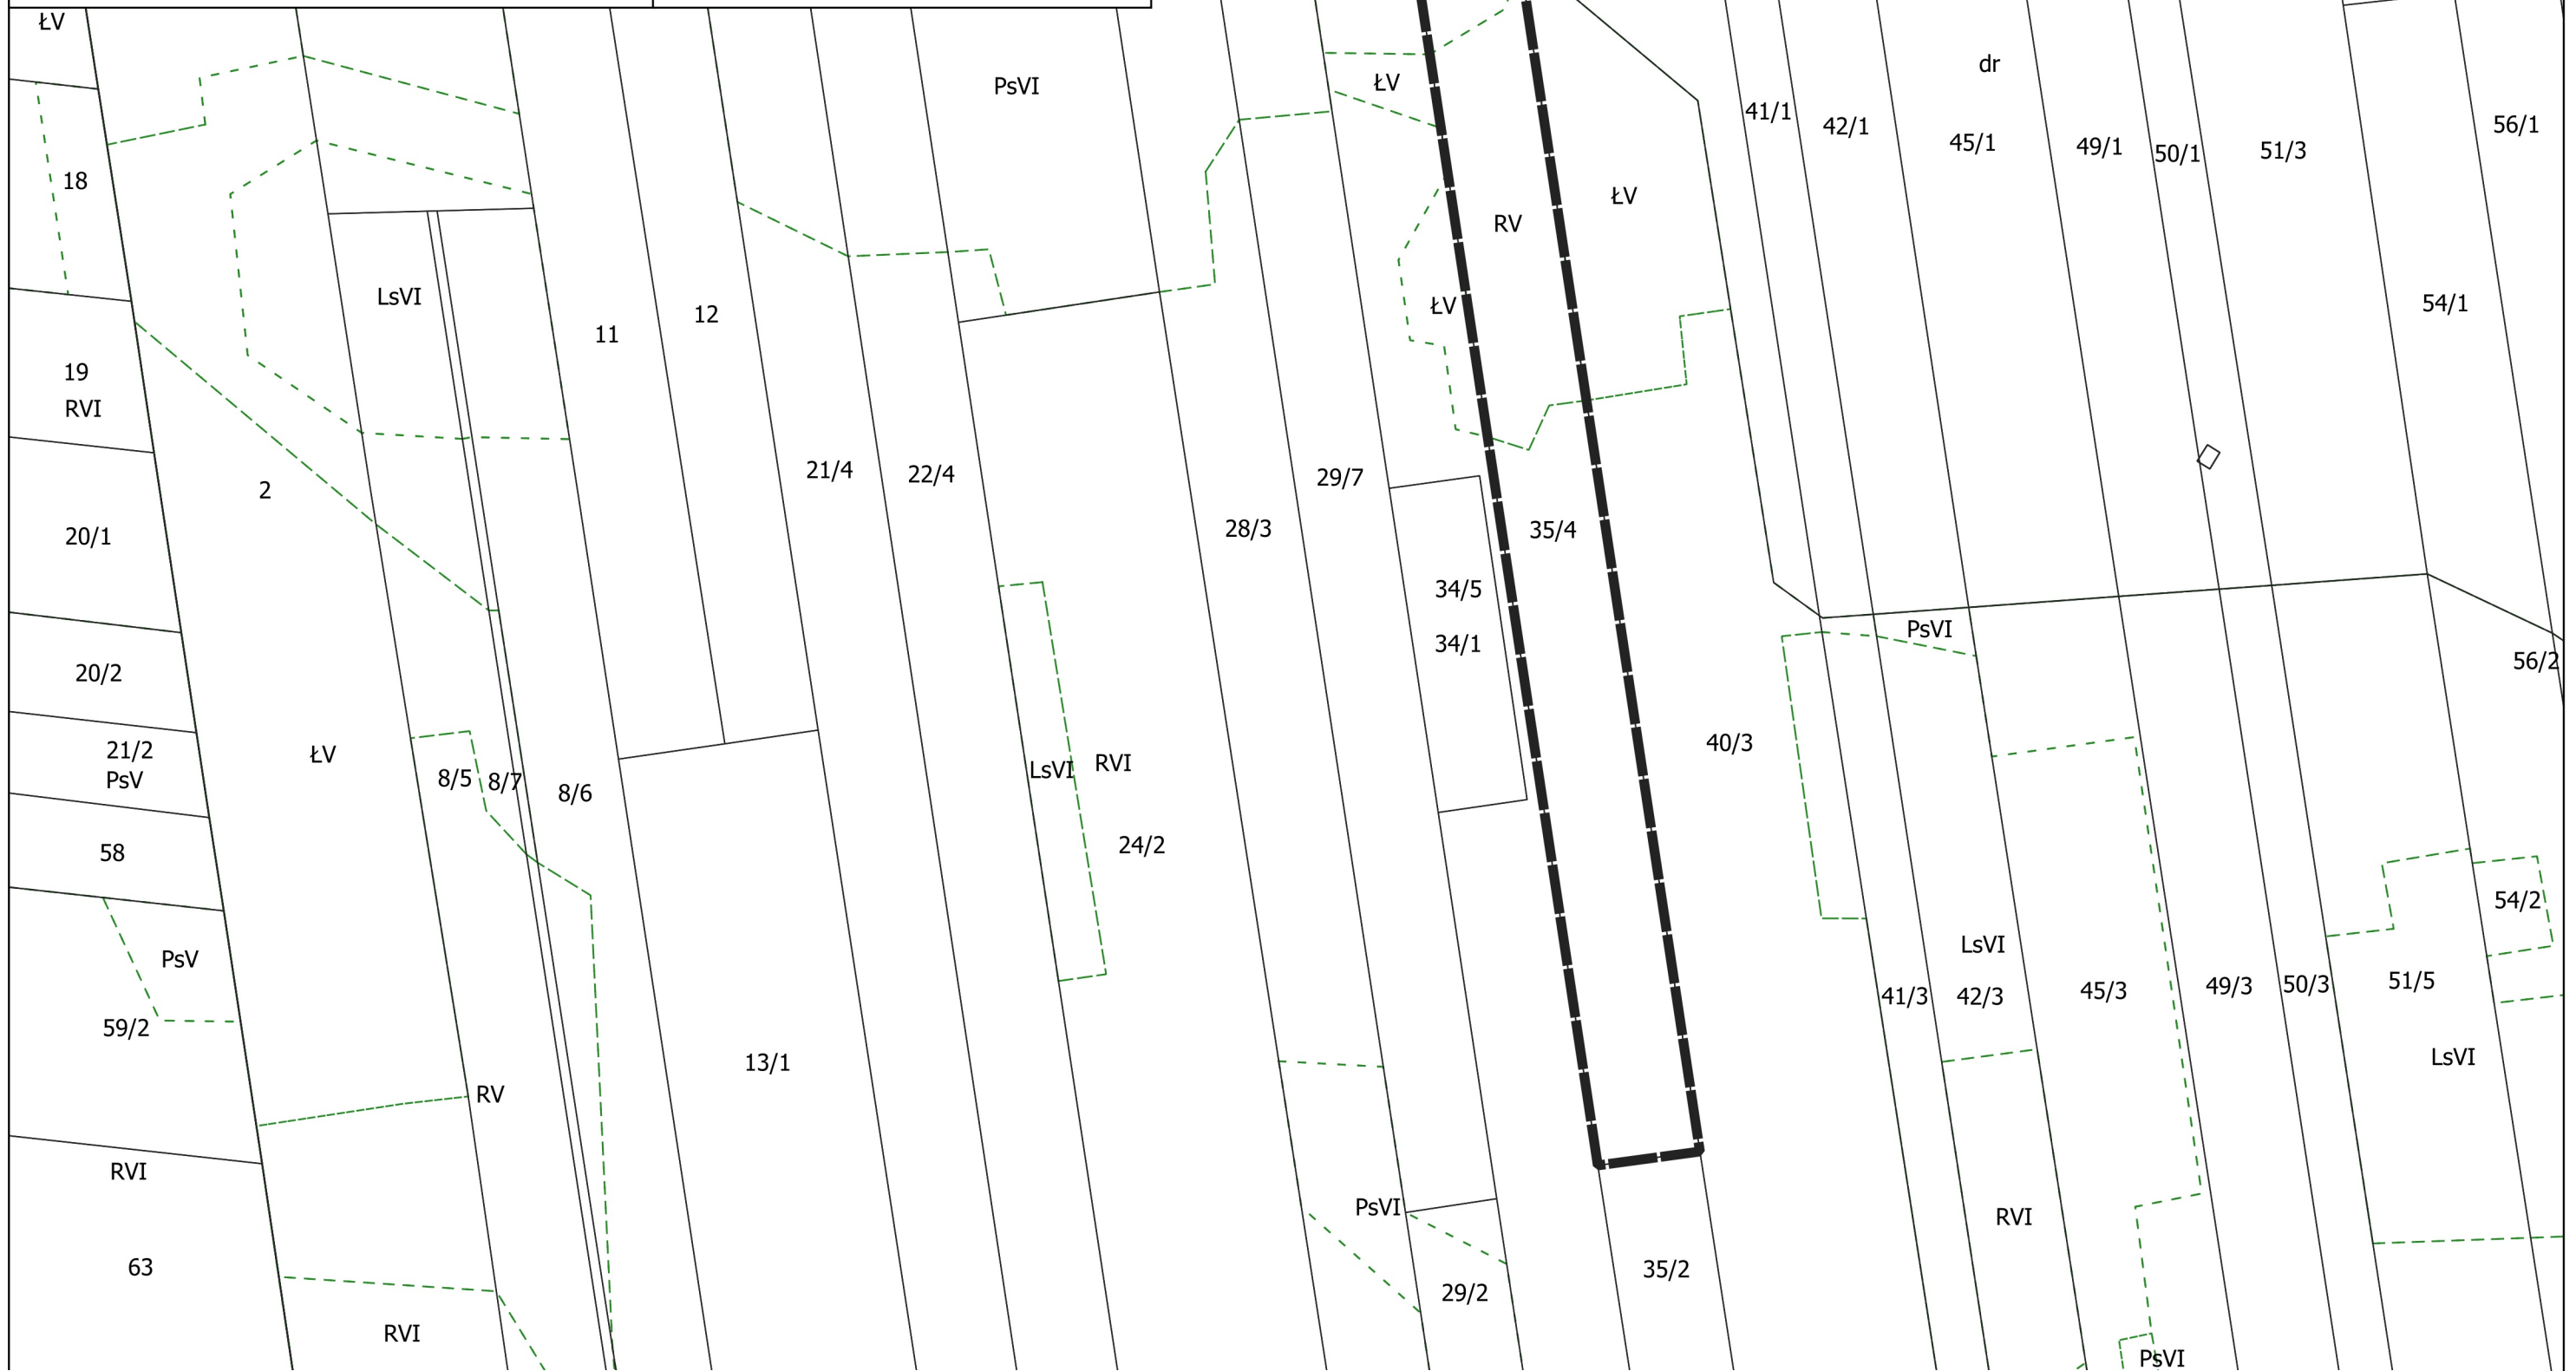 ŁV
dr
ŁV
PsVI
41/1
42/1
45/1
49/1
50/1
51/3
56/1
18
ŁV
RV
LsVI
ŁV
12
11
54/1
19
RVI
2
21/4
22/4
29/7
28/3
35/4
20/1
34/5
34/1
PsVI
56/2
20/2
21/2
PsV
ŁV
8/5
8/7
8/6
LsVI
RVI
40/3
58
24/2
54/2
PsV
LsVI
59/2
41/3
42/3
45/3
49/3
50/3
51/5
13/1
LsVI
RV
RVI
PsVI
RVI
63
29/2
35/2
RVI
PsVI